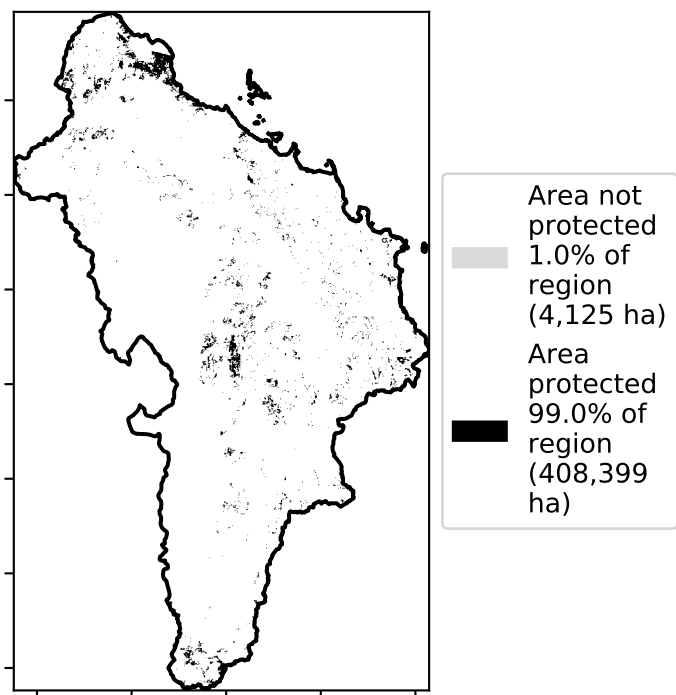 Area not
protected
1.0% of
region
(4,125 ha)
Area
protected
99.0% of
region
(408,399
ha)